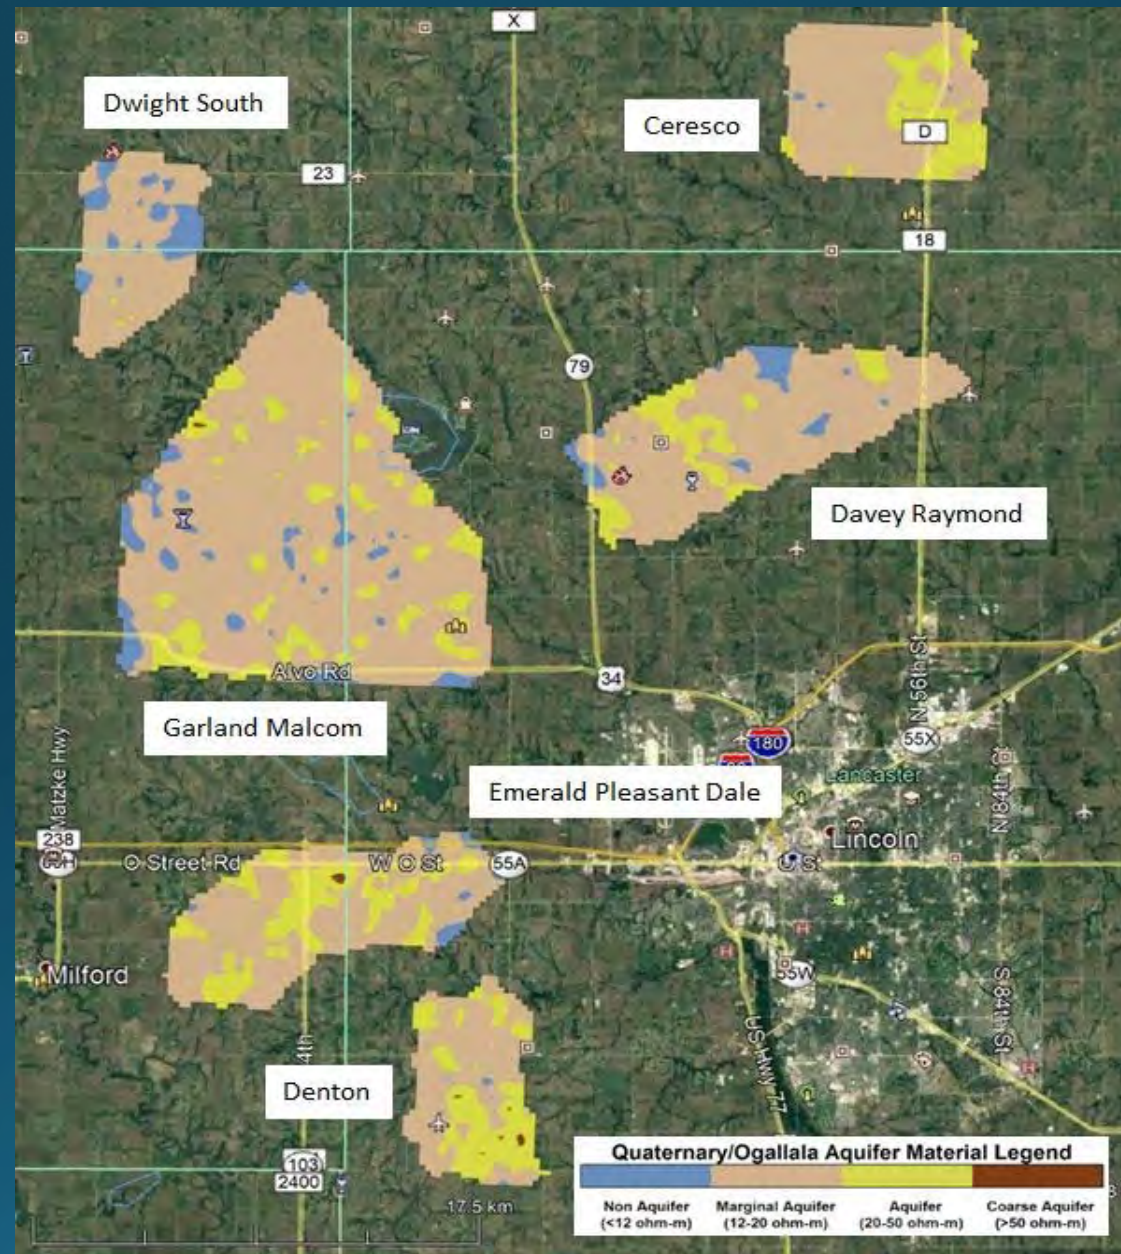 X
Dwight South
Ceresco
D
23
18
79
Davey Raymond
Alvo Rd
34
N 56th St
Garland Malcom
180
55X
Lancaster
Matzke Hwy
Emerald Pleasant Dale
N 84th St
238
Lincoln
O Street Rd
W O St
55A
O St
Milford
55W
S 84th St
US Hwy 77
4th
Denton
103
2400
17.5 km
Quaternary/Ogallala Aquifer Material Legend
Non Aquifer
(<12 ohm-m)
Marginal Aquifer
(12-20 ohm-m)
Aquifer
(20-50 ohm-m)
Coarse Aquifer
(>50 ohm-m)